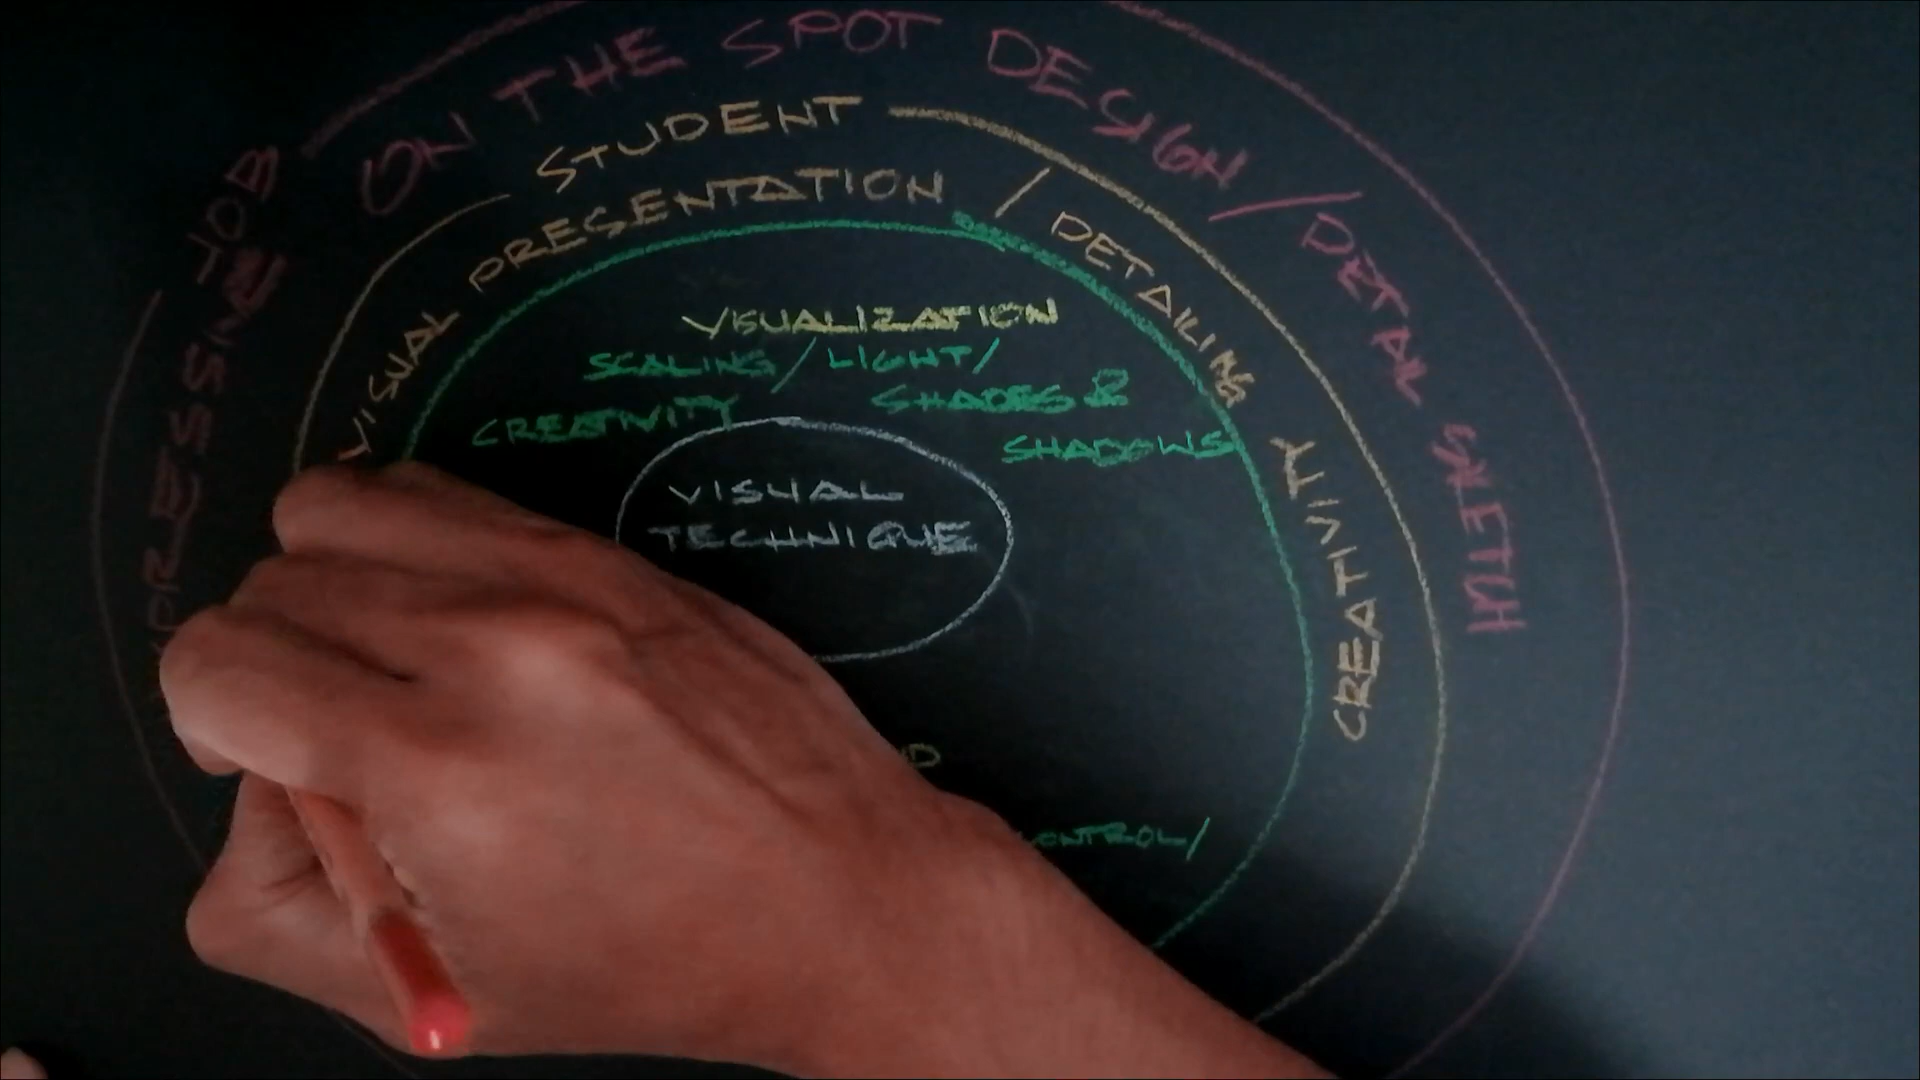 JOB
ON THE SPOT DESIGN / DETAIL SKETCH
STUDENT
VISUAL PRESENTATION / DETAILING
CREATIVITY
VISUALIZATION
SCALING / LIGHT /
CREATIVITY SHADES &
SHADOWS
VISUAL
TECHNIQUE